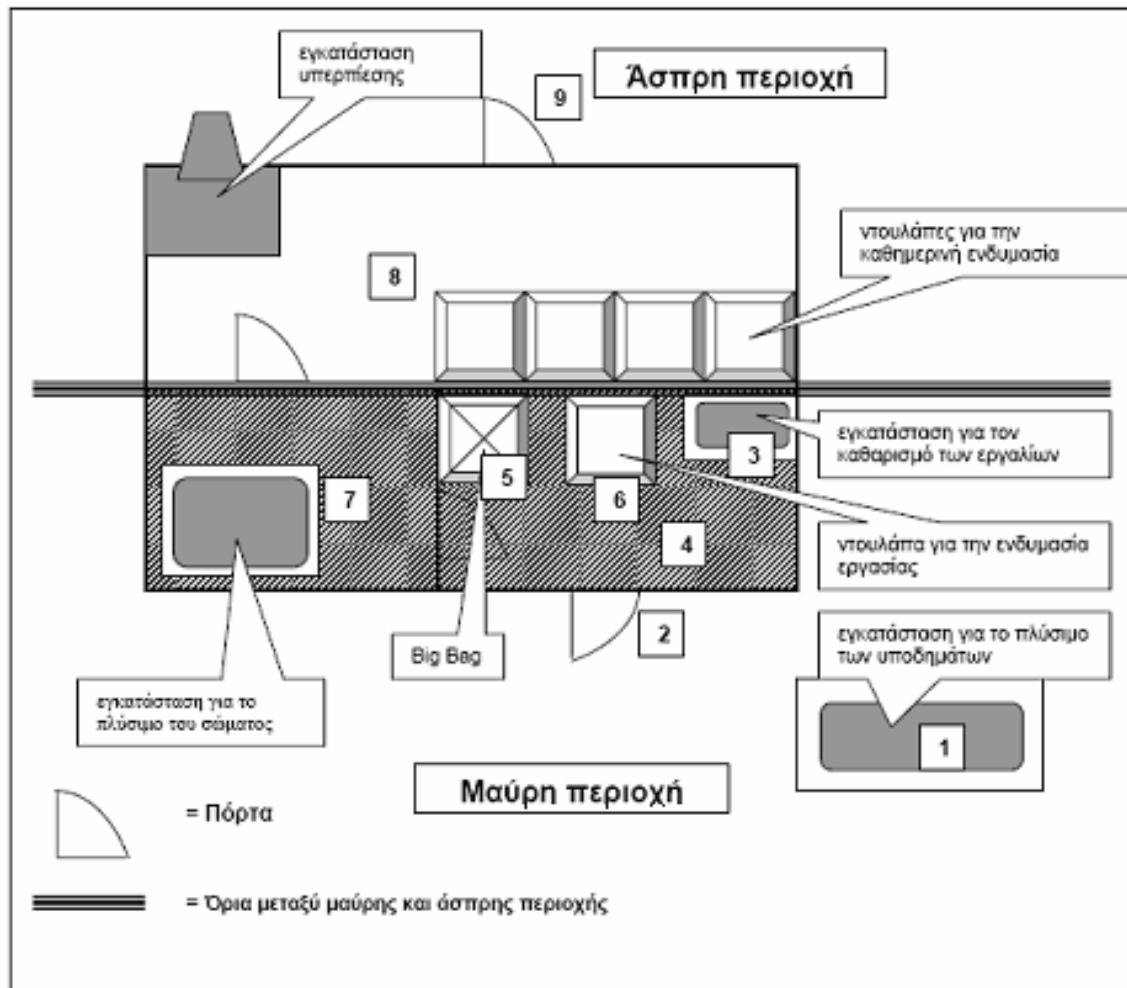 εγκατάσταση
υπερπίεσης
Άσπρη περιοχή
9
ντουλάπες για την
καθημερινή ενδυμασία
8
εγκατάσταση για τον
καθαρισμό των εργαλίων
3
5
7
6
4
ντουλάπα για την ενδυμασία
εργασίας
2
εγκατάσταση για το πλύσιμο
των υποδημάτων
Big Bag
εγκατάσταση για το
πλύσιμο του σώματος
1
Μαύρη περιοχή
= Πόρτα
= Όρια μεταξύ μαύρης και άσπρης περιοχής